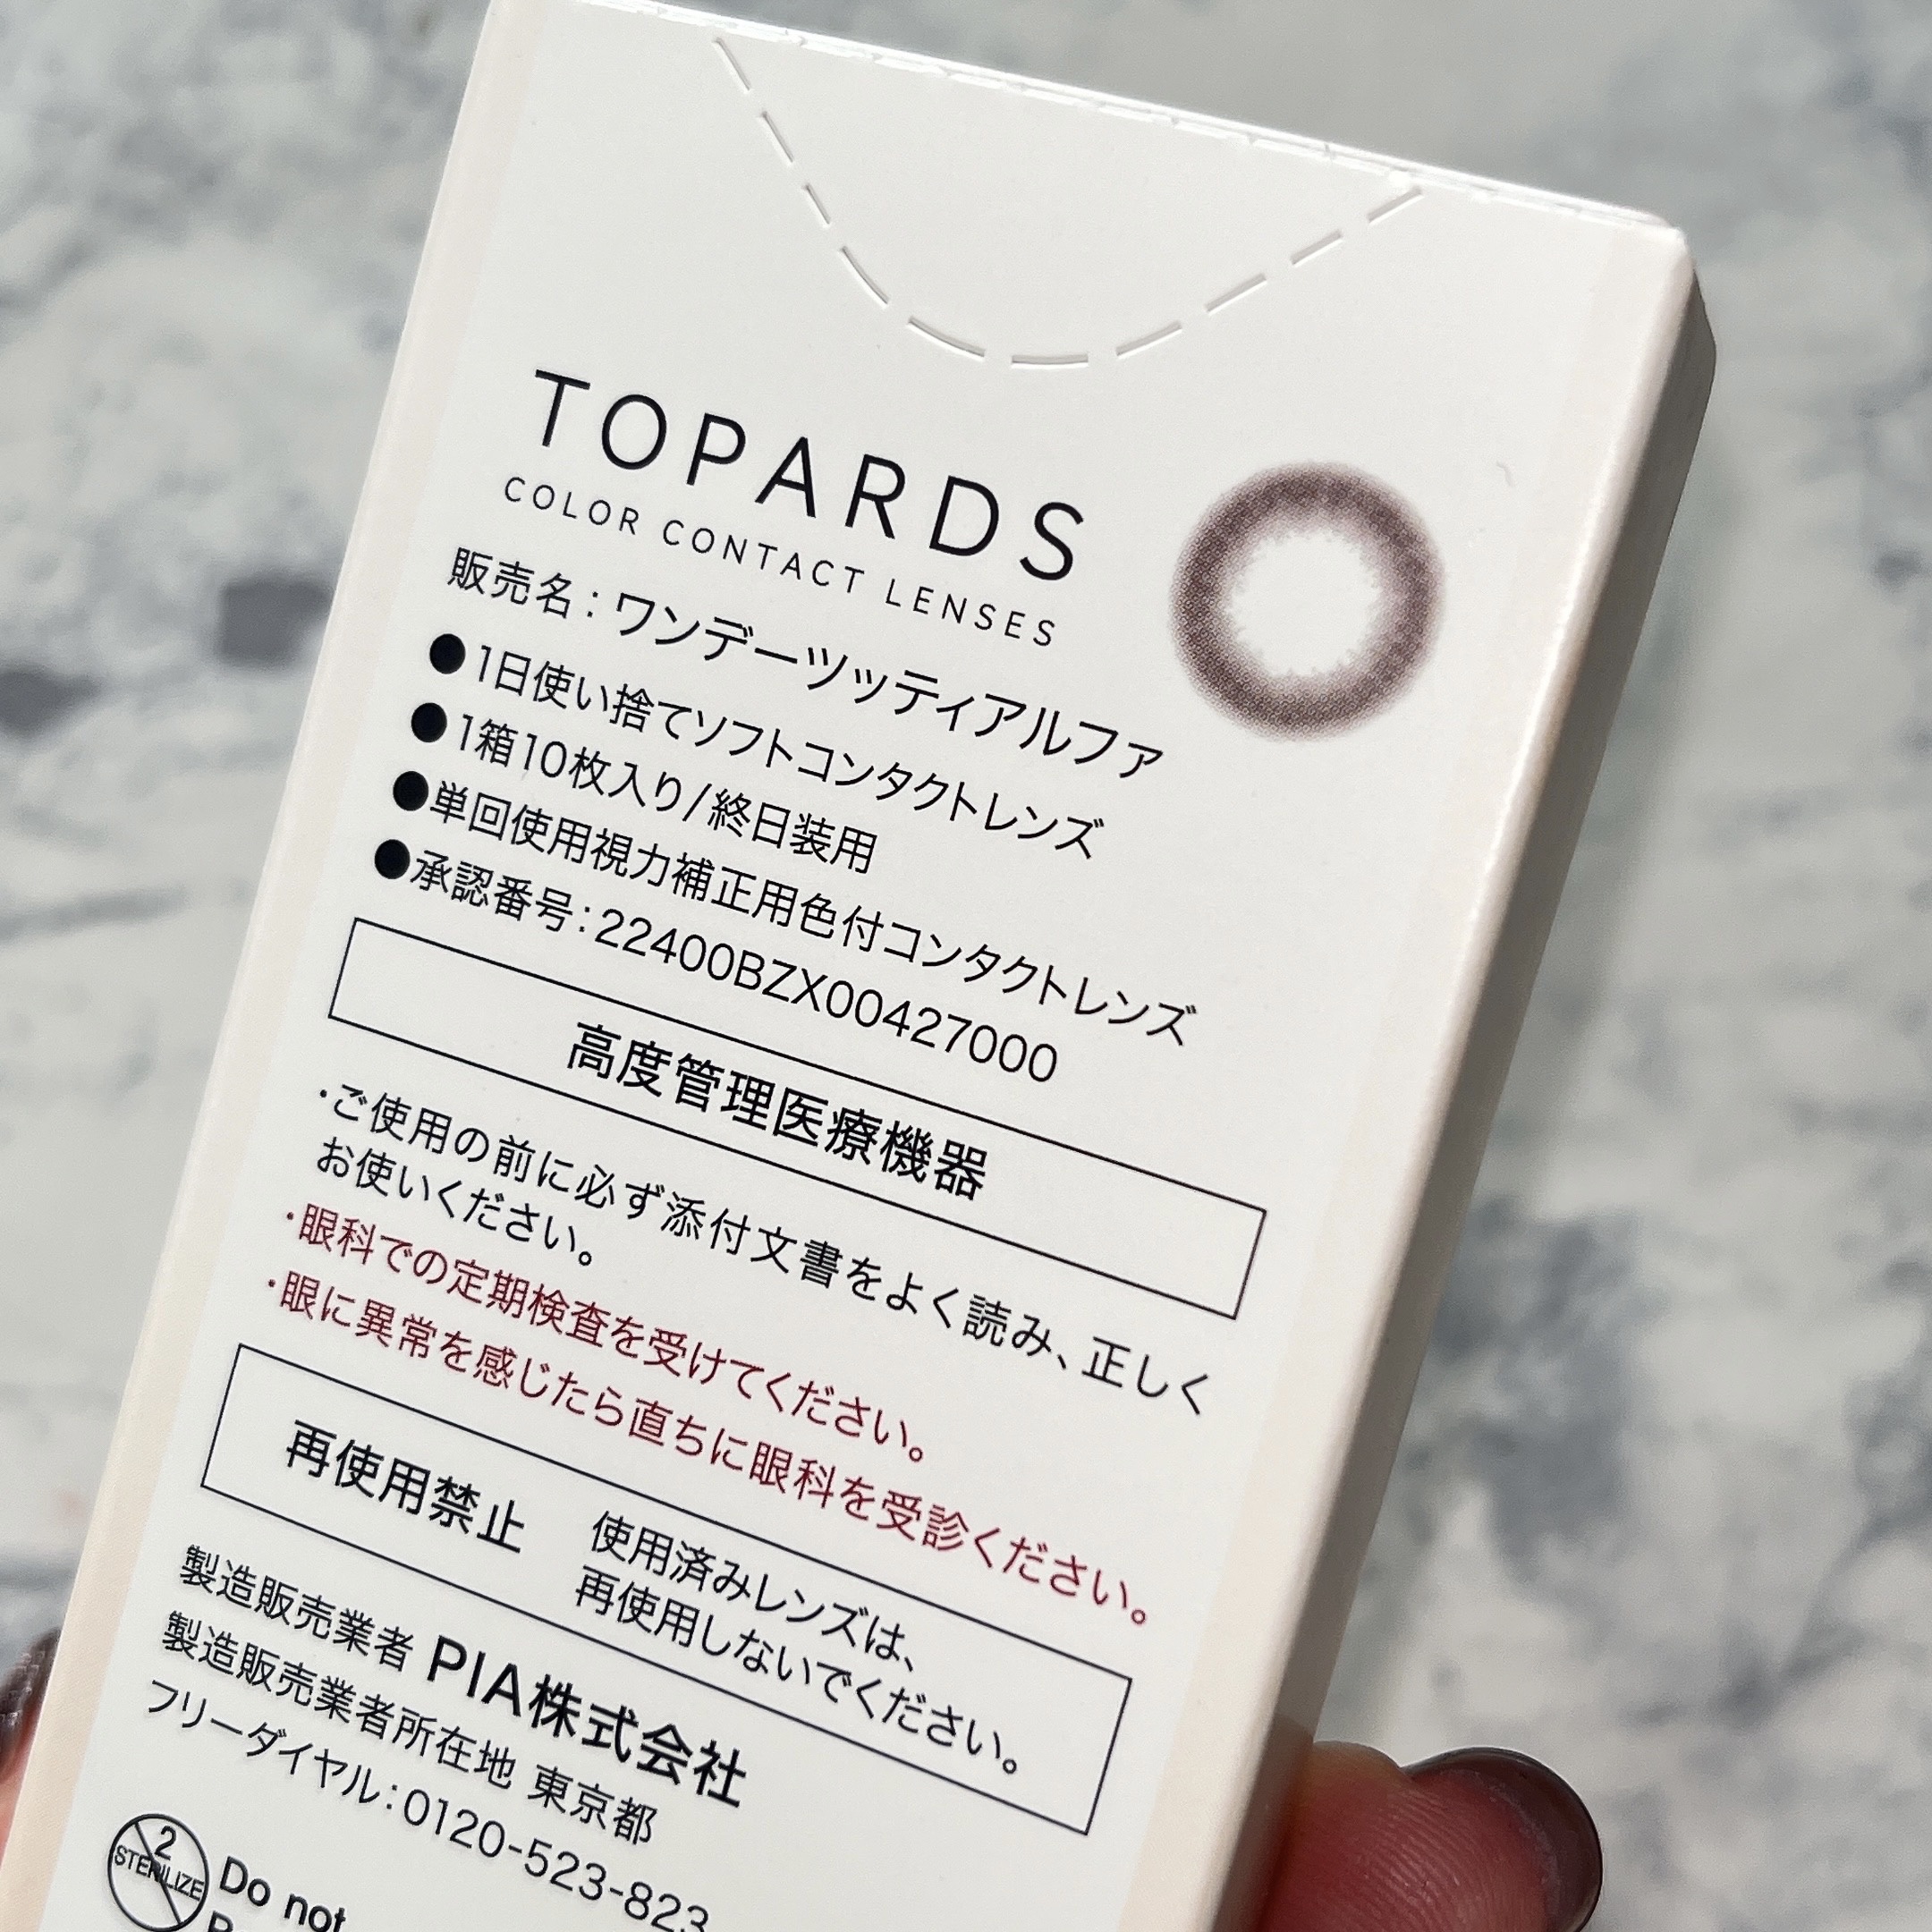 TOPARDS
COLOR CONTACT LENSES
販売名：ワンデーツッティアルファ
●1日使い捨てソフトコンタクトレンズ
●1箱10枚入り/終日装用
●単回使用視力補正用色付コンタクトレンズ
●承認番号：22400BZX00427000
高度管理医療機器
・ご使用の前に必ず添付文書をよく読み、正しく
お使いください。
・眼科での定期検査を受けてください。
・眼に異常を感じたら直ちに眼科を受診ください。
再使用禁止
使用済みレンズは、
再使用しないでください。
製造販売業者 PIA株式会社
製造販売業者所在地 東京都
フリーダイヤル：0120-523-823
2
STERILIZE
Do not